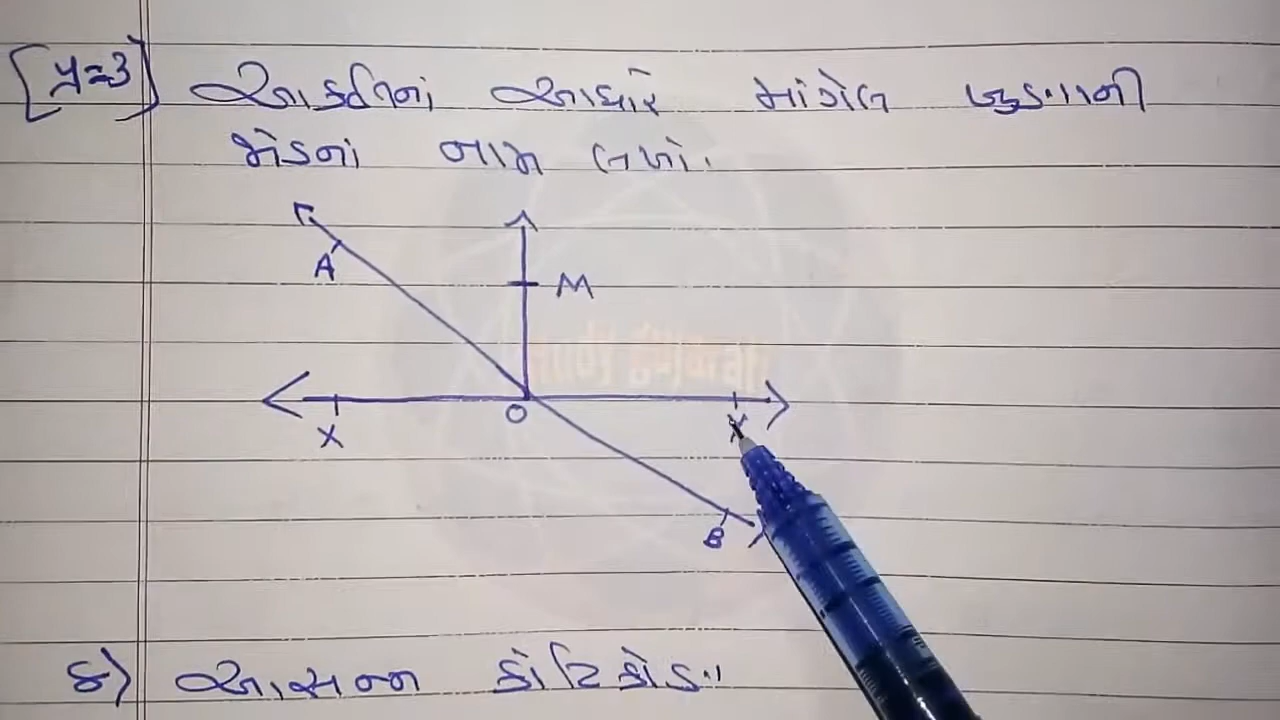 [પ્ર=3] આકૃતિનાં આધારે માંગેલ ખુણાની
જોડનાં નામ લખો.
A
M
X O Y
B
ક) આસન્ન કોટિકોણ